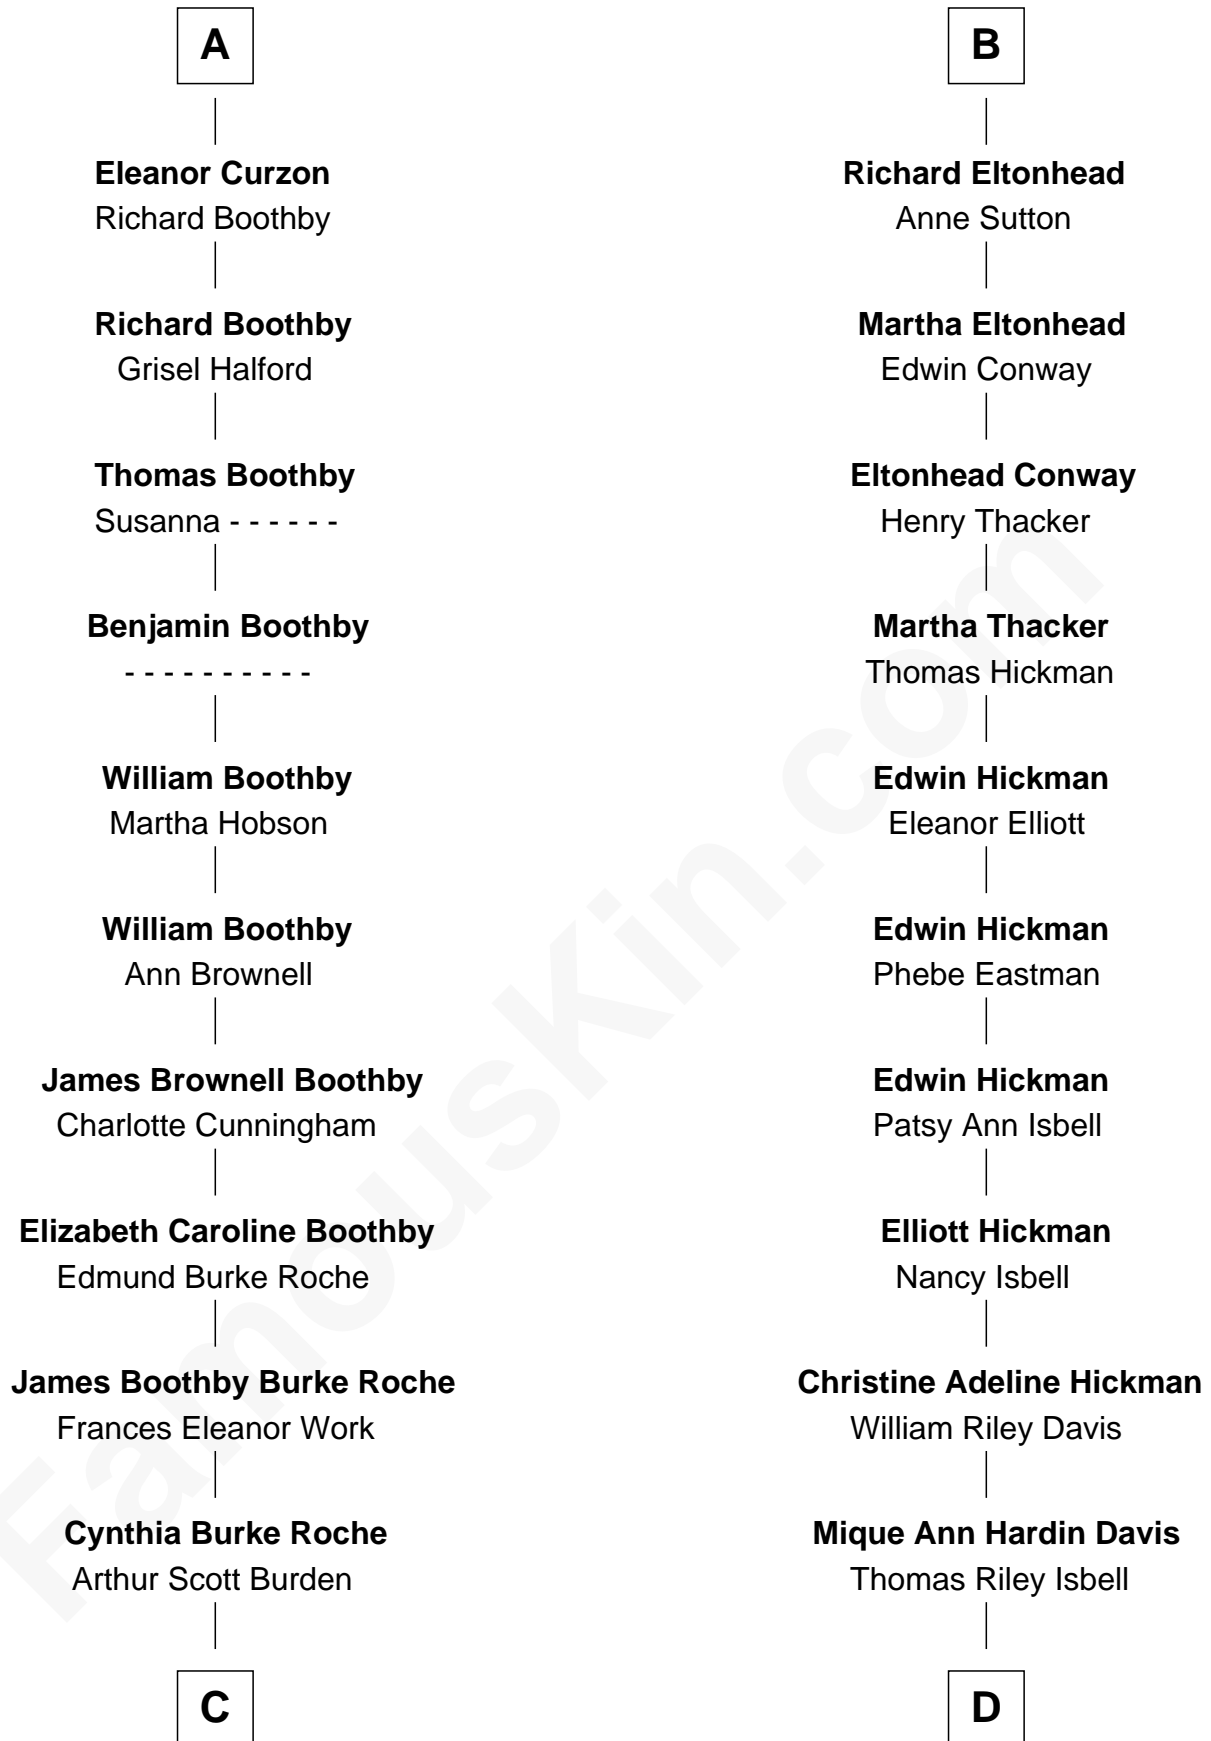 A
Eleanor Curzon
Richard Boothby
Richard Boothby
Grisel Halford
Thomas Boothby
Susanna - - - - - -
Benjamin Boothby
- - - - - - - - - -
William Boothby
Martha Hobson
William Boothby
Ann Brownell
James Brownell Boothby
Charlotte Cunningham
Elizabeth Caroline Boothby
Edmund Burke Roche
James Boothby Burke Roche
Frances Eleanor Work
Cynthia Burke Roche
Arthur Scott Burden
C
B
Richard Eltonhead
Anne Sutton
Martha Eltonhead
Edwin Conway
Eltonhead Conway
Henry Thacker
Martha Thacker
Thomas Hickman
Edwin Hickman
Eleanor Elliott
Edwin Hickman
Phebe Eastman
Edwin Hickman
Patsy Ann Isbell
Elliott Hickman
Nancy Isbell
Christine Adeline Hickman
William Riley Davis
Mique Ann Hardin Davis
Thomas Riley Isbell
D
FamousKin.com